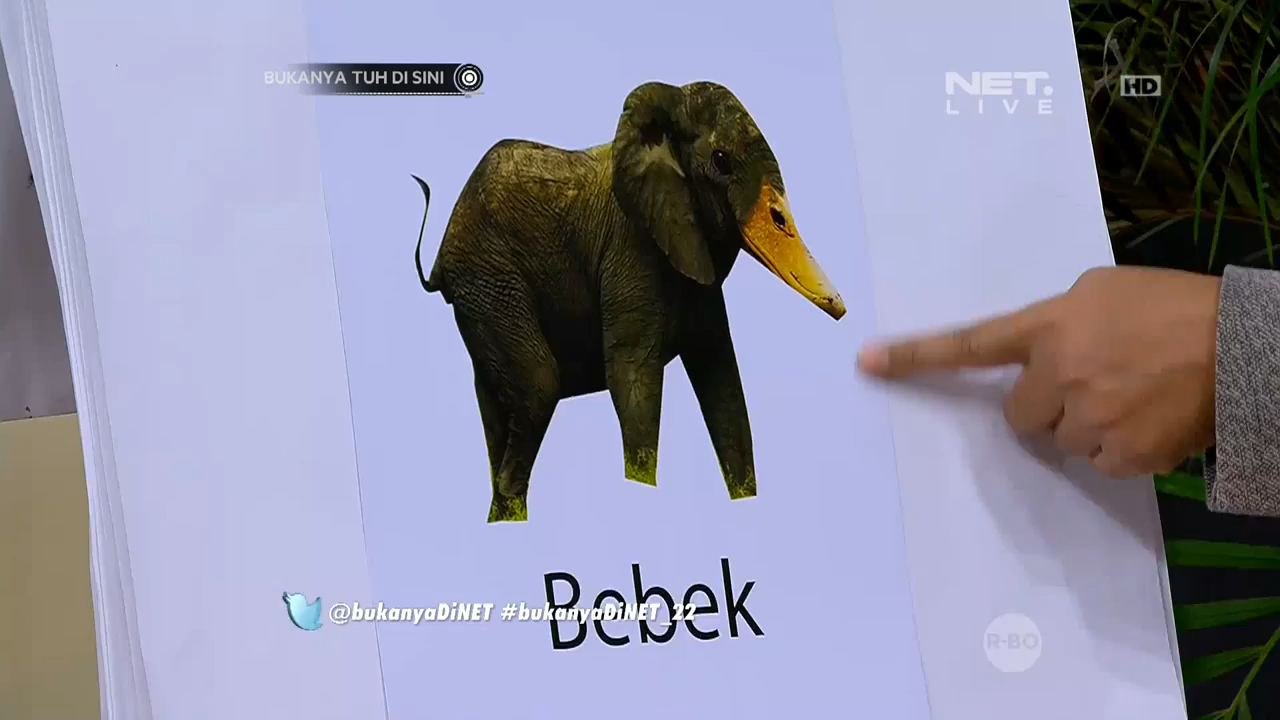 BUKANYA TUH DI SINI
NET.
LIVE
HD
Bebek
@bukanyaDiNET #bukanyaDiNET_22
R-BO